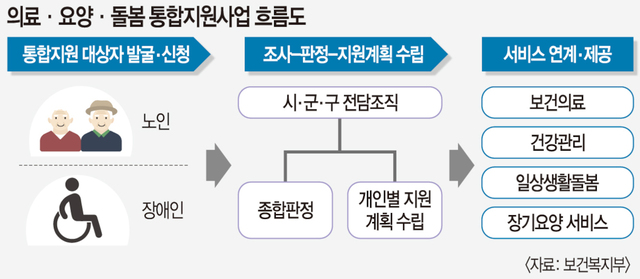 의료·요양·돌봄 통합지원사업 흐름도
통합지원 대상자 발굴·신청
노인
장애인
조사-판정-지원계획 수립
시·군·구 전담조직
종합판정
개인별 지원
계획 수립
서비스 연계·제공
보건의료
건강관리
일상생활돌봄
장기요양 서비스
〈자료: 보건복지부〉